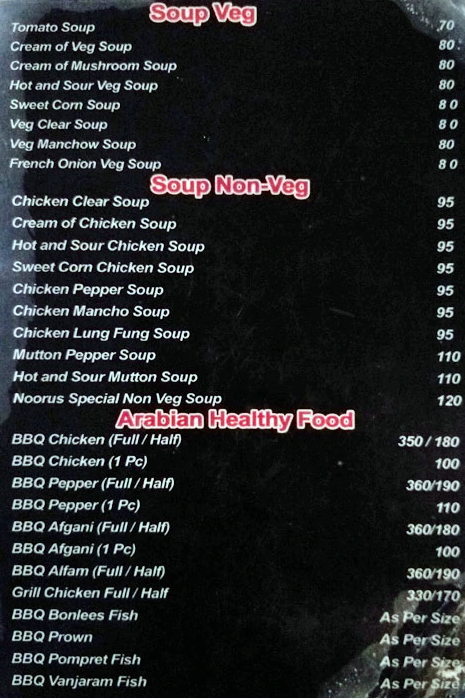 Soup Veg
Tomato Soup 70
Cream of Veg Soup 80
Cream of Mushroom Soup 80
Hot and Sour Veg Soup 80
Sweet Corn Soup 8 0
Veg Clear Soup 8 0
Veg Manchow Soup 80
French Onion Veg Soup 8 0
Soup Non-Veg
Chicken Clear Soup 95
Cream of Chicken Soup 95
Hot and Sour Chicken Soup 95
Sweet Corn Chicken Soup 95
Chicken Pepper Soup 95
Chicken Mancho Soup 95
Chicken Lung Fung Soup 95
Mutton Pepper Soup 110
Hot and Sour Mutton Soup 110
Noorus Special Non Veg Soup 120
Arabian Healthy Food
BBQ Chicken (Full / Half) 350 / 180
BBQ Chicken (1 Pc) 100
BBQ Pepper (Full / Half) 360/190
BBQ Pepper (1 Pc) 110
BBQ Afgani (Full / Half) 360/180
BBQ Afgani (1 Pc) 100
BBQ Alfam (Full / Half) 360/190
Grill Chicken Full / Half 330/170
BBQ Bonlees Fish As Per Size
BBQ Prown As Per Size
BBQ Pompret Fish As Per Size
BBQ Vanjaram Fish As Per Size